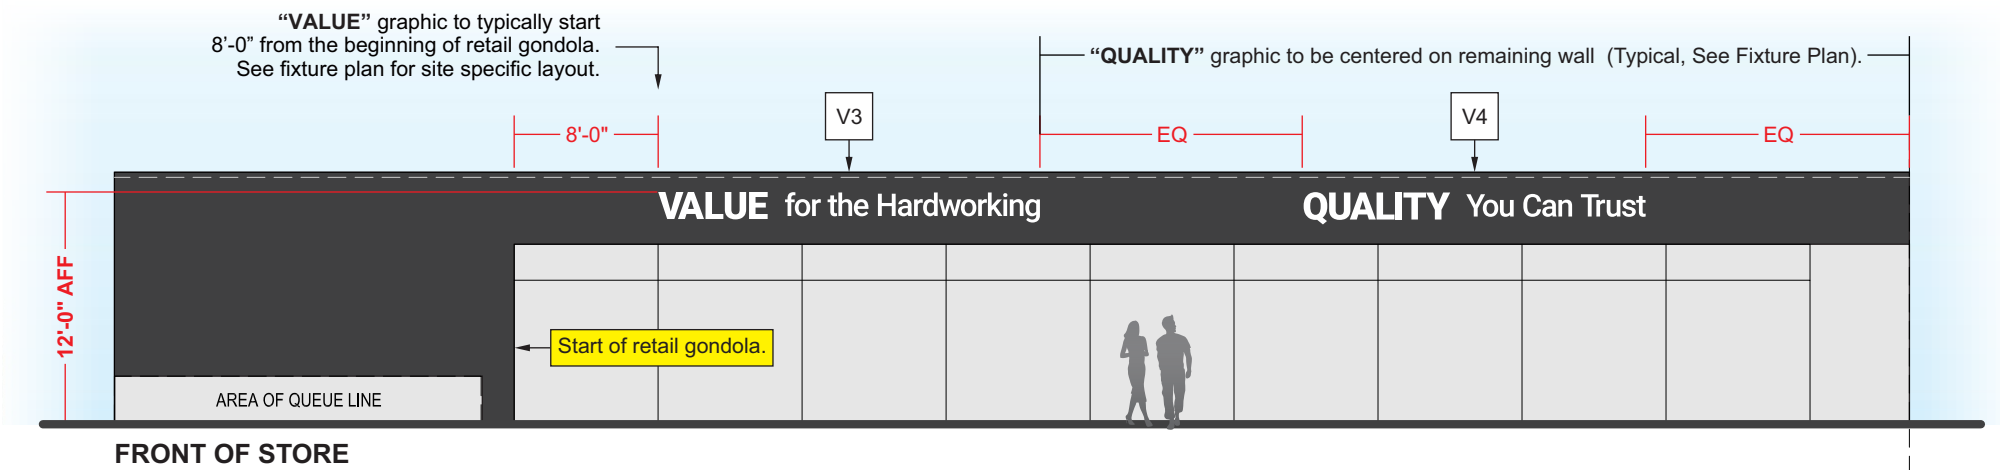 “VALUE” graphic to typically start
8’-0” from the beginning of retail gondola.
See fixture plan for site specific layout.
“QUALITY” graphic to be centered on remaining wall (Typical, See Fixture Plan).
V3
V4
8'-0"
EQ
EQ
VALUE for the Hardworking
QUALITY You Can Trust
12'-0" AFF
Start of retail gondola.
AREA OF QUEUE LINE
FRONT OF STORE